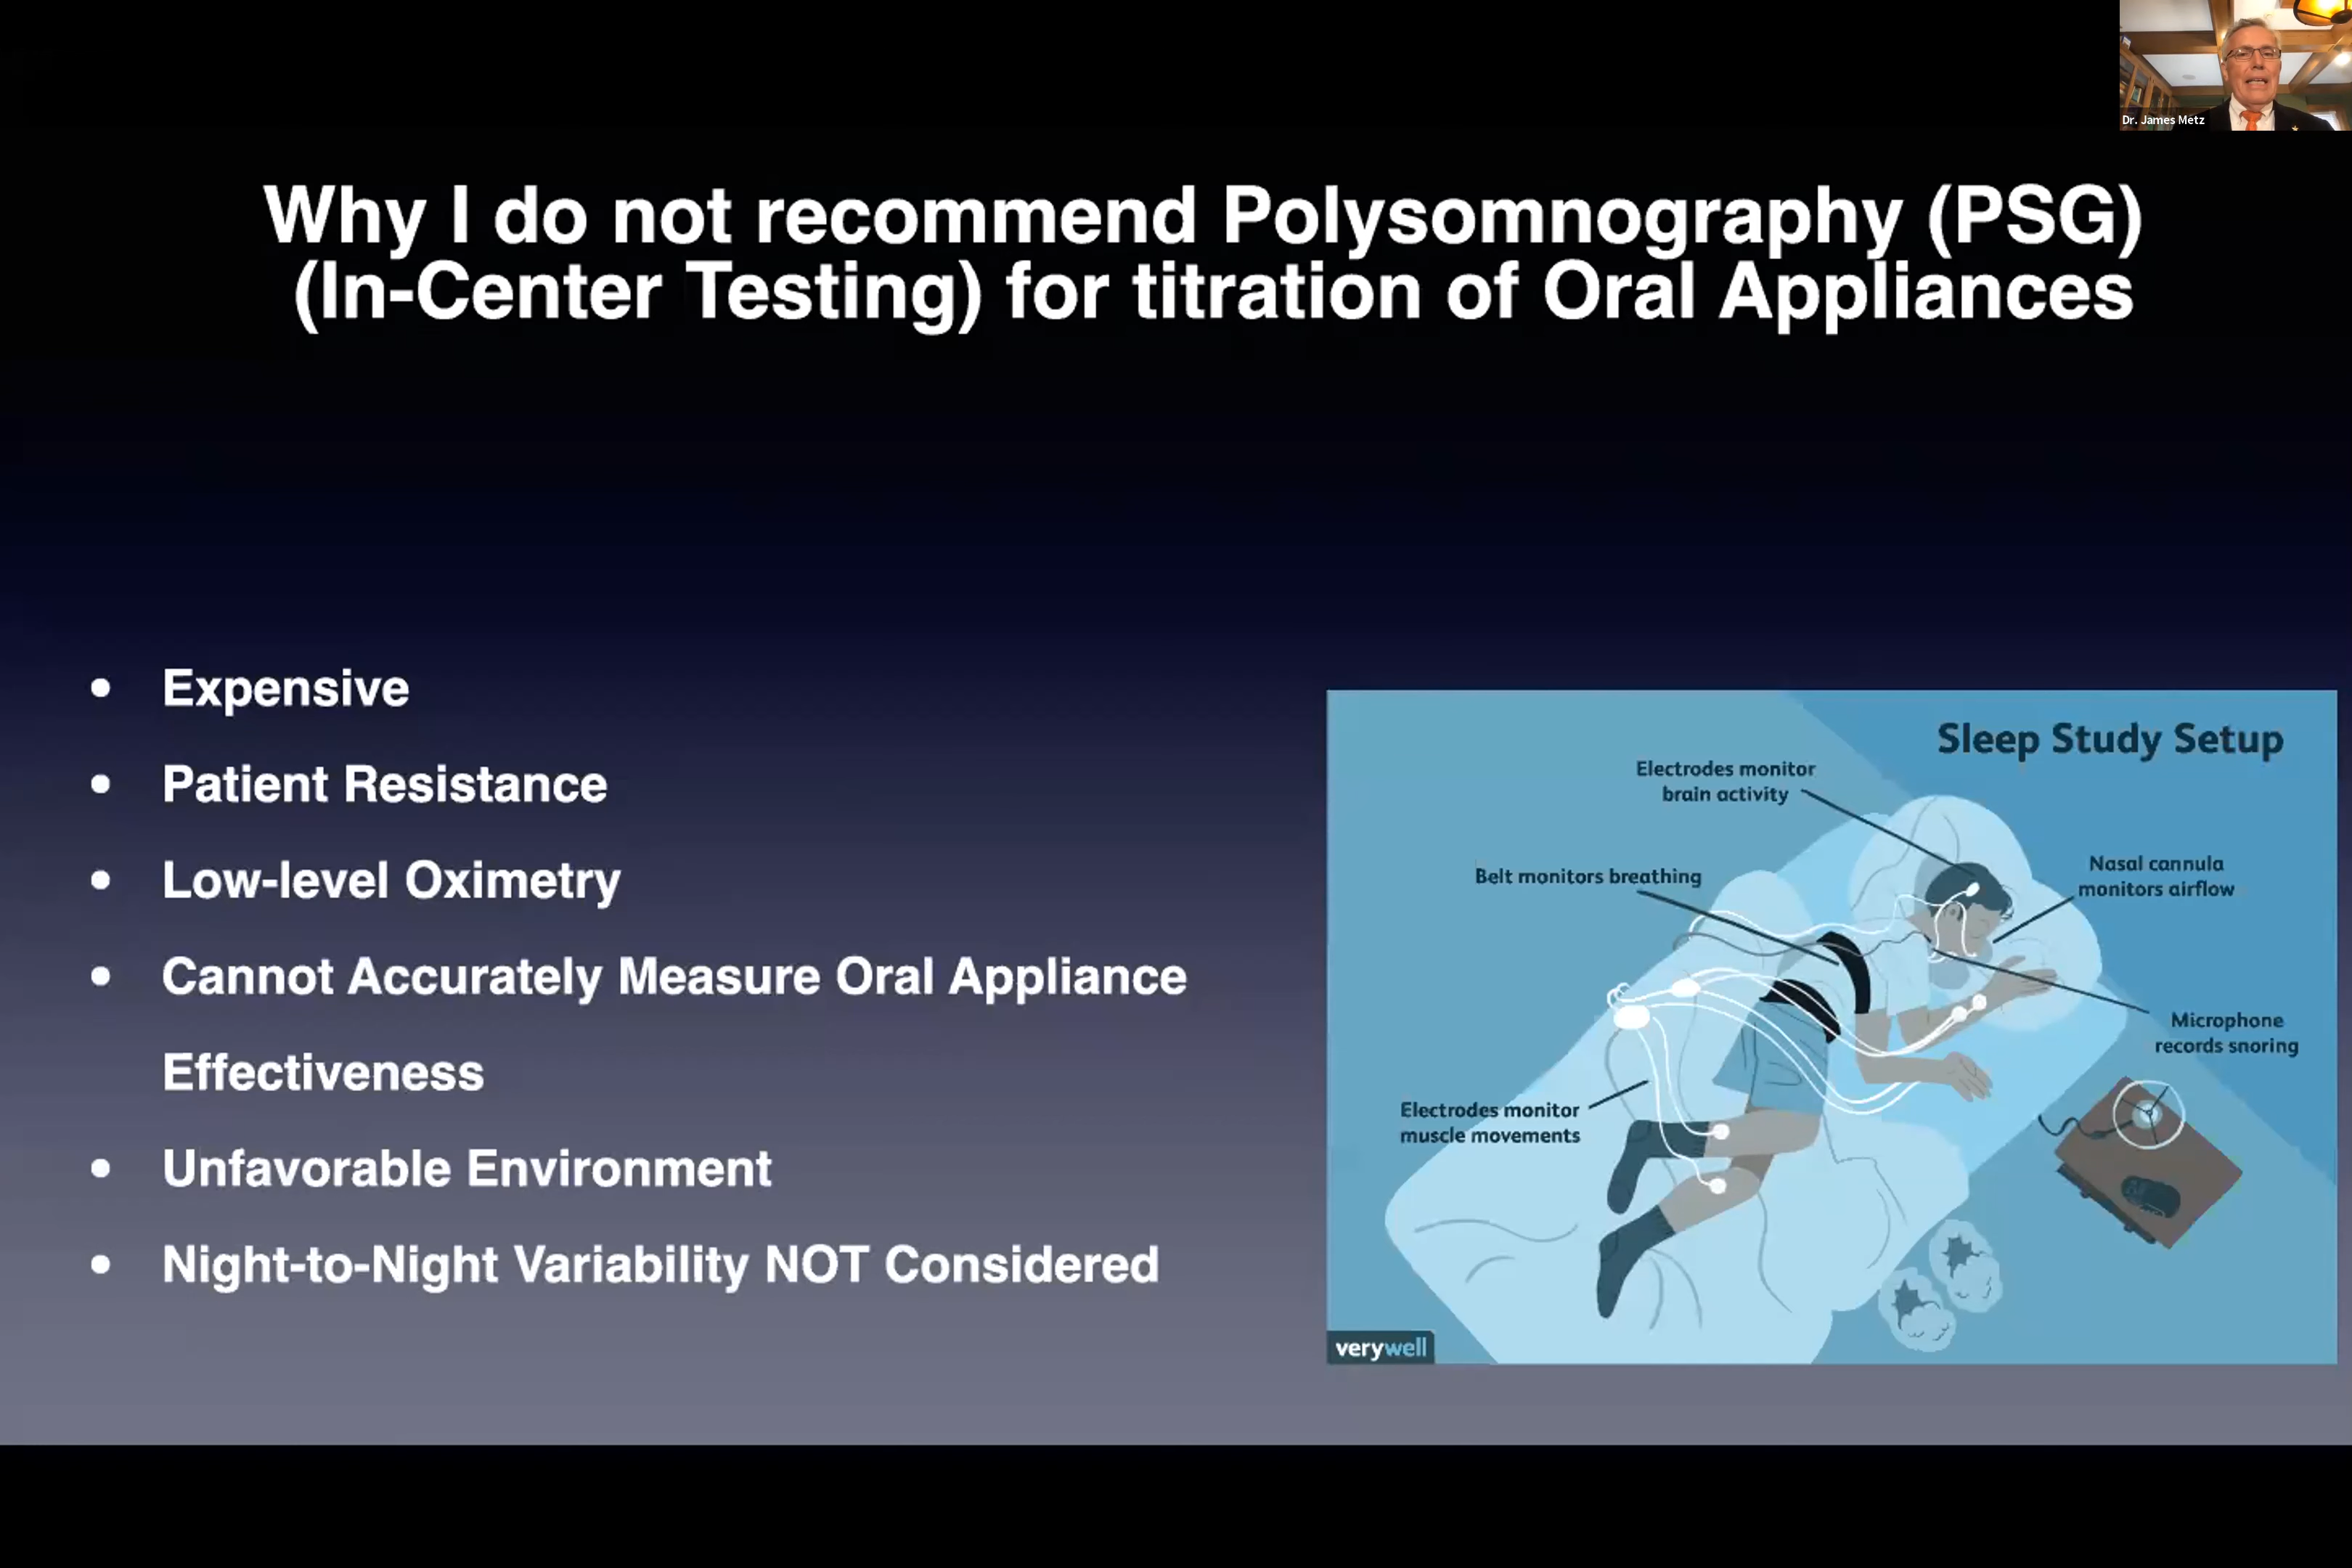 Dr. James Metz
Why I do not recommend Polysomnography (PSG)
(In-Center Testing) for titration of Oral Appliances
• Expensive
• Patient Resistance
• Low-level Oximetry
• Cannot Accurately Measure Oral Appliance
Effectiveness
• Unfavorable Environment
• Night-to-Night Variability NOT Considered
Sleep Study Setup
Electrodes monitor
brain activity
Belt monitors breathing
Nasal cannula
monitors airflow
Microphone
records snoring
Electrodes monitor
muscle movements
verywell